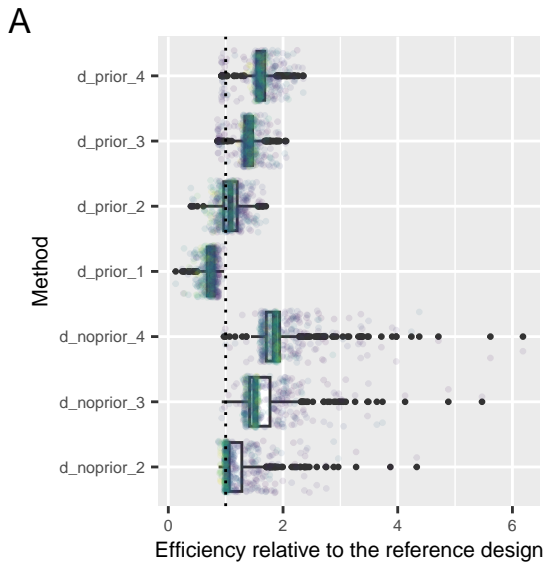 A
d_prior_4
d_prior_3
d_prior_2
d_prior_1
d_noprior_4
d_noprior_3
d_noprior_2
Method
0 2 4 6
Efficiency relative to the reference design